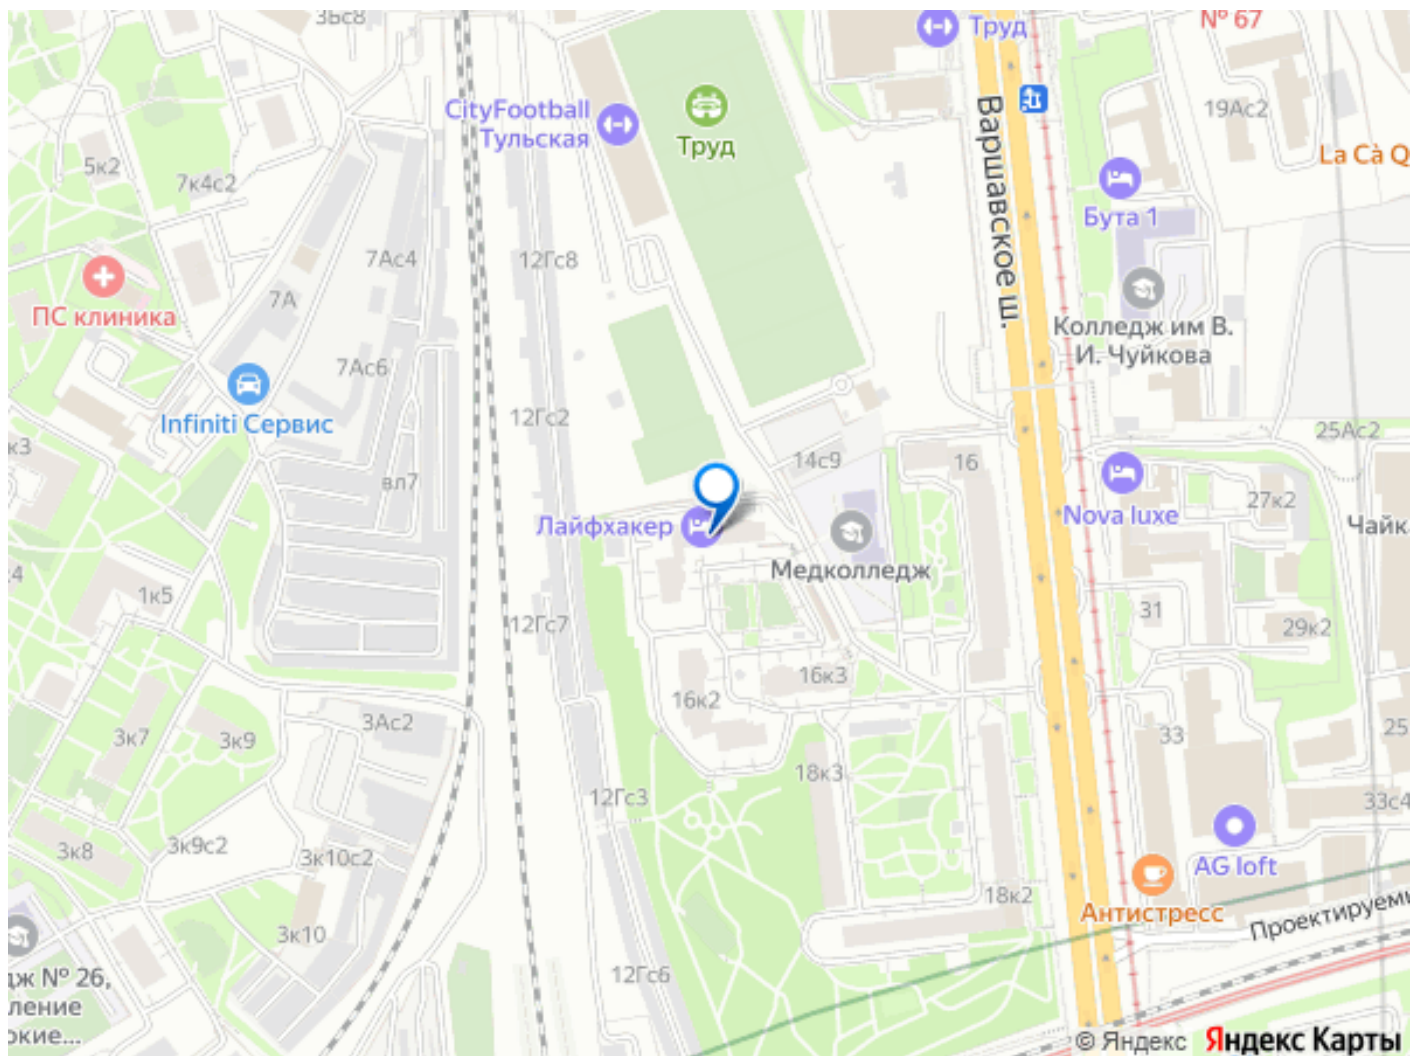 3Бс8
Труд
№ 67
CityFootball
Тульская
Труд
Варшавское ш.
19Ас2
La Cà Q
5к2
7к4с2
Бута 1
7Ас4
12Гс8
ПС клиника
7А
Колледж им В.
И. Чуйкова
7Ас6
Infiniti Сервис
12Гс2
к3
вл7
14с9
16
25Ас2
Лайфхакер
Nova luxe
27к2
Чайк
Медколледж
1к5
12Гс7
31
29к2
16к3
16к2
3к7
3к9
3Ас2
33
25
18к3
12Гс3
33с4
3к8
3к9с2
3к10с2
AG loft
18к2
Антистресс
3к10
Проектируемы
12Гс6
дж № 26,
ление
окие...
© Яндекс
Яндекс Карты